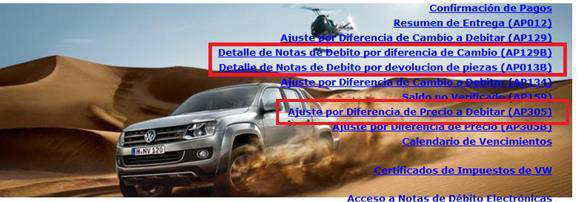 Confirmación de Pagos
Resumen de Entrega (AP012)
Ajuste por Diferencia de Cambio a Debitar (AP129)
Detalle de Notas de Debito por diferencia de Cambio (AP129B)
Detalle de Notas de Debito por devolucion de piezas (AP013B)
Ajuste por Diferencia de Cambio a Debitar (AP134)
Saldo no Verificado (AP159)
Ajuste por Diferencia de Precio a Debitar (AP305)
Ajuste por Diferencia de Precio (AP305B)
Calendario de Vencimientos
Certificados de Impuestos de VW
Acceso a Notas de Débito Electrónicas
H·NV 120